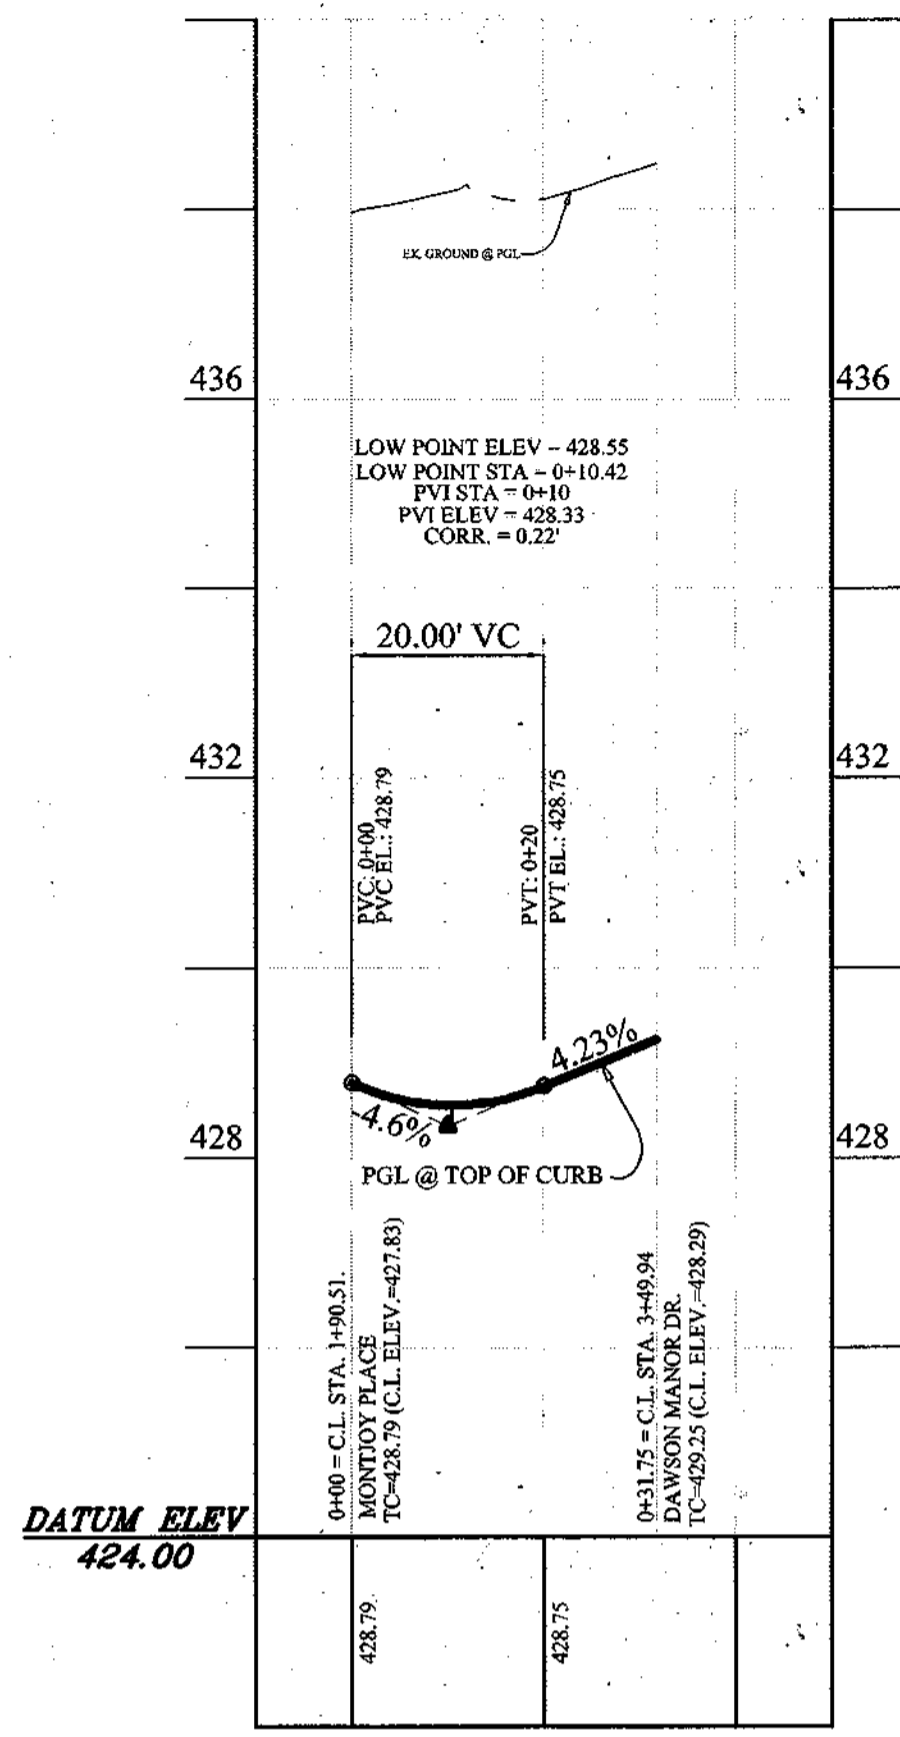 EX. GROUND @ PGL
436
436
LOW POINT ELEV = 428.55
LOW POINT STA = 0+10.42
PVI STA = 0+10
PVI ELEV = 428.33
CORR. = 0.22'
20.00' VC
432
432
PVC: 0+00
PVC EL.: 428.79
PVT: 0+20
PVT EL.: 428.75
4.23%
-4.6%
428
428
PGL @ TOP OF CURB
0+00 = C.L. STA. 1+90.51.
MONTJOY PLACE
TC=428.79 (C.L. ELEV.=427.83)
0+31.75 = C.L. STA. 3+49.94
DAWSON MANOR DR.
TC=429.25 (C.L. ELEV.=428.29)
DATUM ELEV
424.00
428.79
428.75